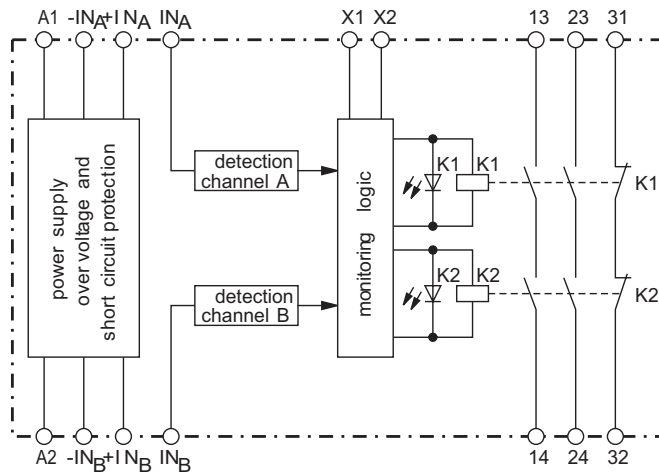 A1 -INA +INA INA X1 X2 13 23 31
power supply
over voltage and
short circuit protection
detection
channel A
monitoring logic
K1 K1 K1
detection
channel B
K2 K2 K2
A2 -INB +INB INB 14 24 32